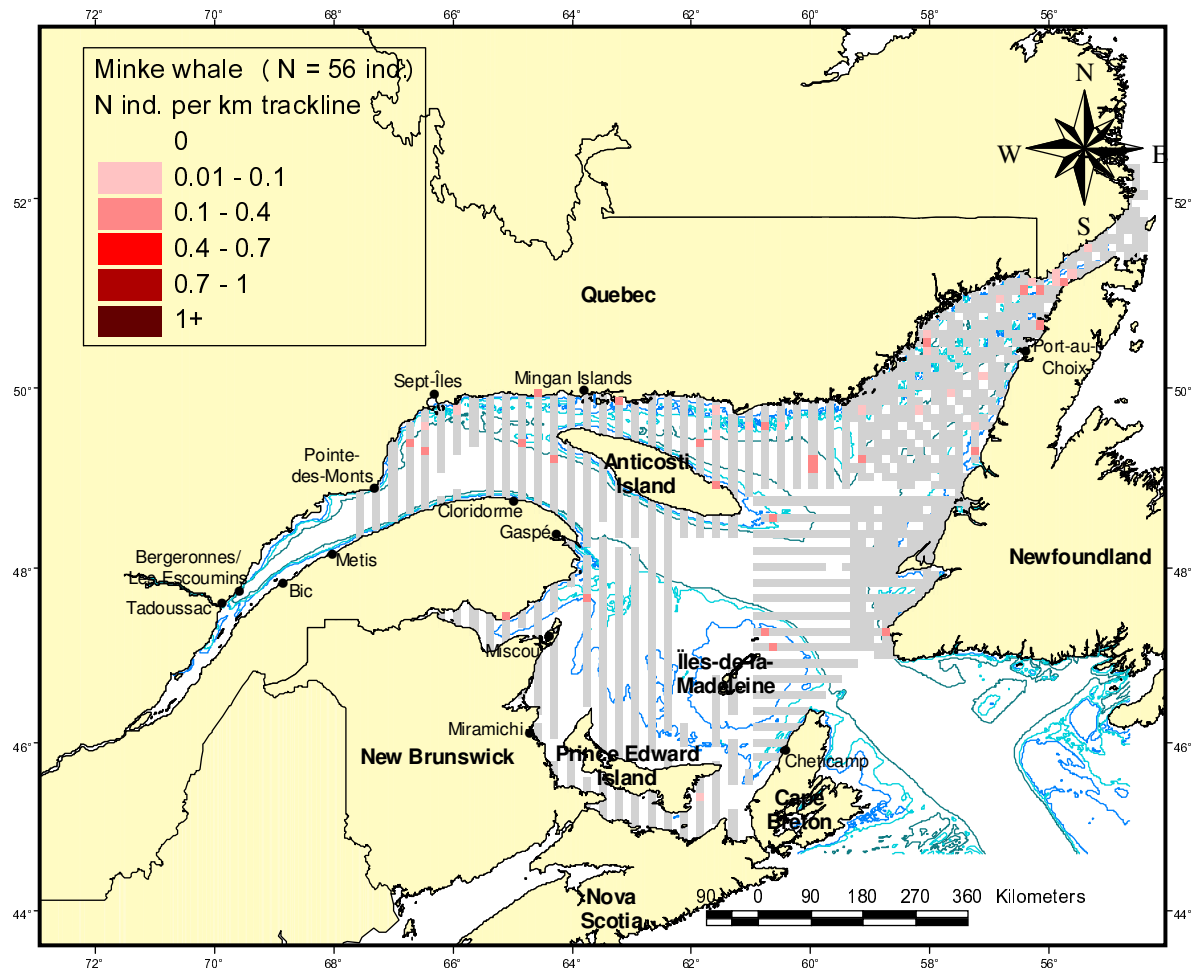 72° 70° 68° 66° 64° 62° 60° 58° 56°
Minke whale ( N = 56 ind.)
N ind. per km trackline
0
0.01 - 0.1
0.1 - 0.4
0.4 - 0.7
0.7 - 1
1+
N
W E
S
52° 52°
Quebec
50° 50°
Sept-Îles
Mingan Islands
Port-au-
Choix
Pointe-
des-Monts
Anticosti
Island
Cloridorme
Gaspé
Newfoundland
48° 48°
Metis
Bergeronnes/
Les Escoumins
Bic
Tadoussac
Miscou
Îles-de-la-
Madeleine
46° 46°
Miramichi
New Brunswick
Prince Edward
Island
Cheticamp
Cape
Breton
Nova
Scotia
90 0 90 180 270 360 Kilometers
44° 44°
72° 70° 68° 66° 64° 62° 60° 58° 56°